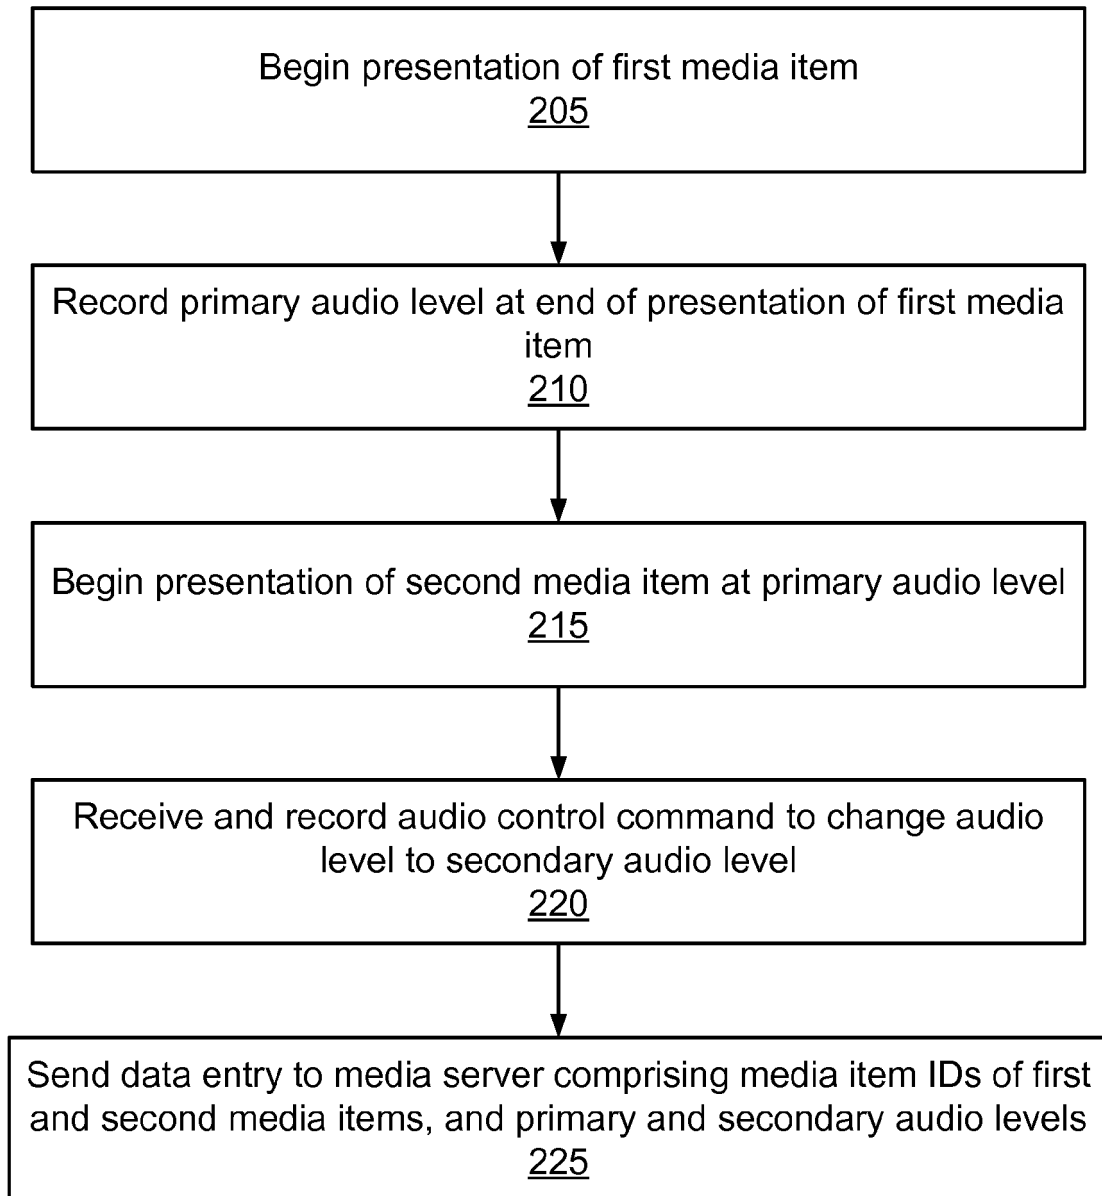 Begin presentation of first media item
205
Record primary audio level at end of presentation of first media
item
210
Begin presentation of second media item at primary audio level
215
Receive and record audio control command to change audio
level to secondary audio level
220
Send data entry to media server comprising media item IDs of first
and second media items, and primary and secondary audio levels
225